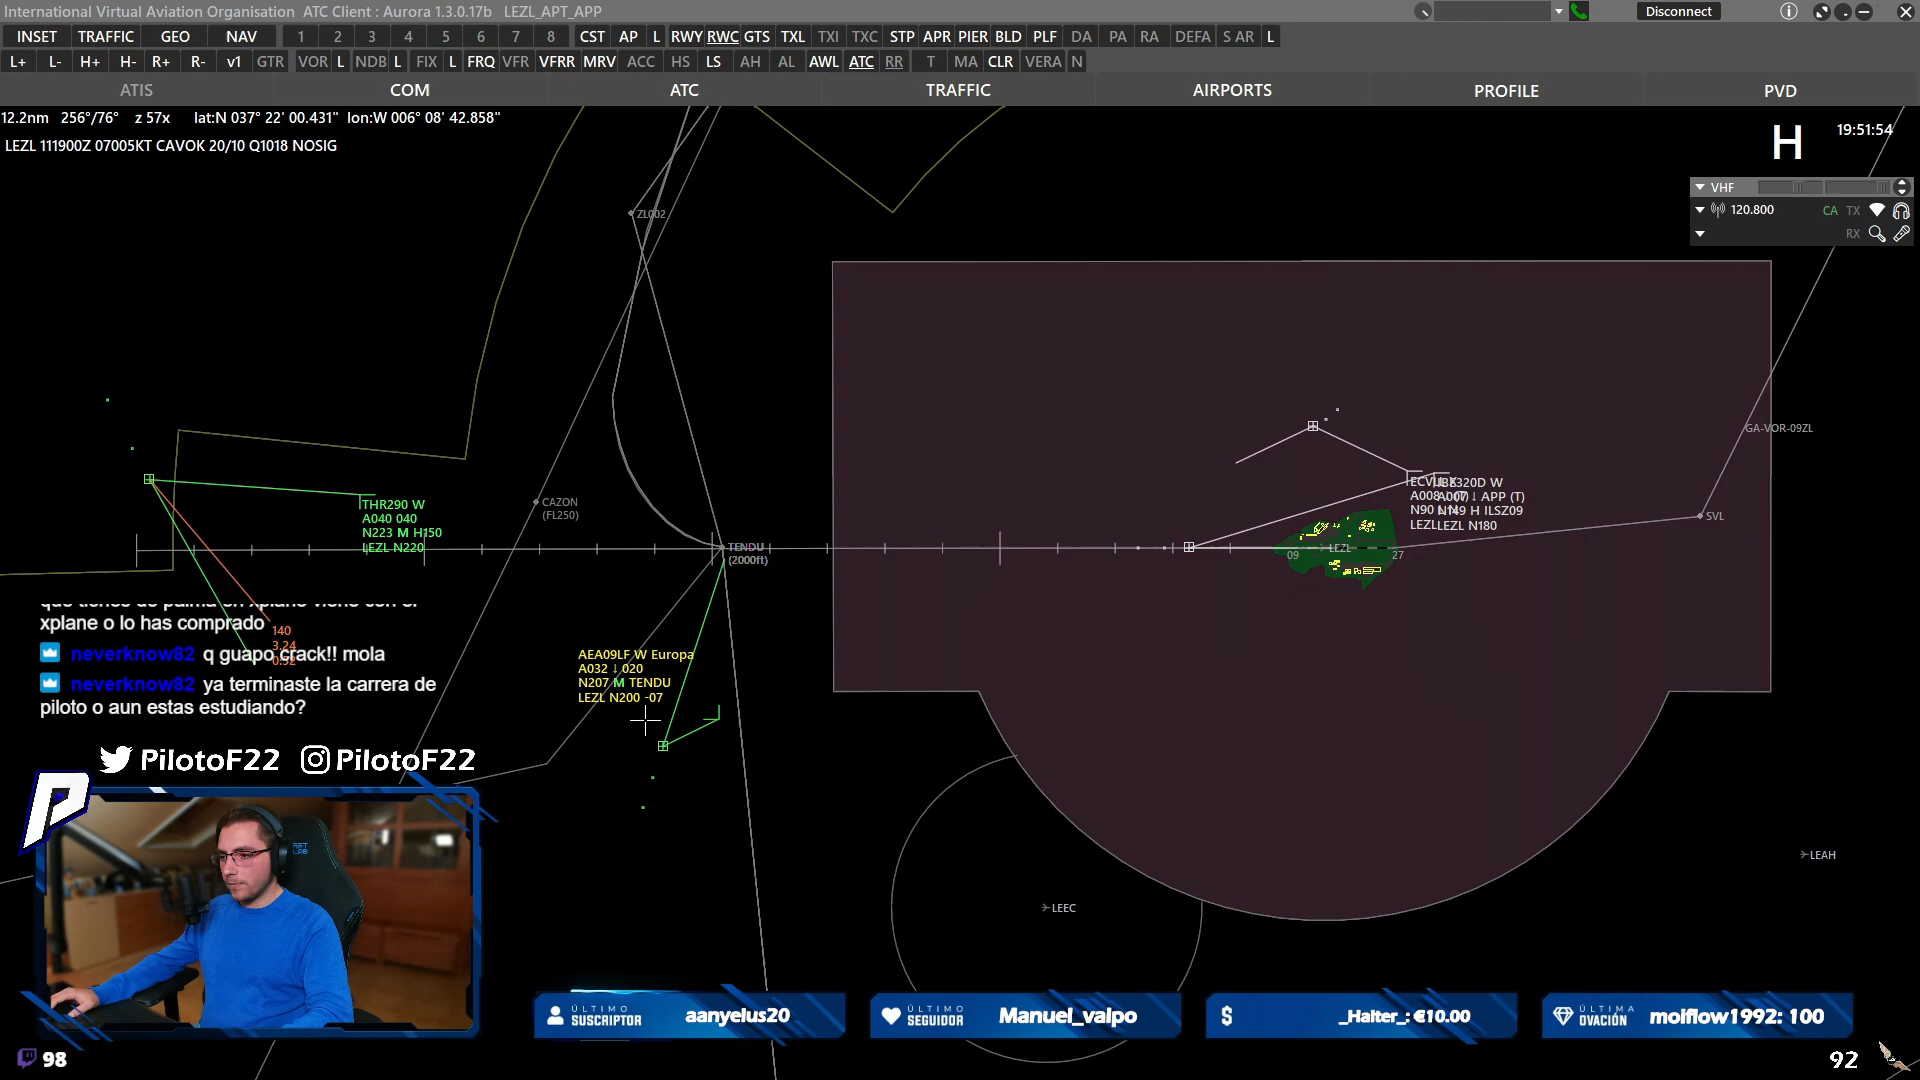 International Virtual Aviation Organisation   ATC Client : Aurora 1.3.0.17b   LEZL_APT_APP
Disconnect
INSET TRAFFIC GEO NAV 1 2 3 4 5 6 7 8 CST AP L RWY RWC GTS TXL TXI TXC STP APR PIER BLD PLF DA PA RA DEFA S AR L
L+ L- H+ H- R+ R- v1 GTR VOR L NDB L FIX L FRQ VFR VFRR MRV ACC HS LS AH AL AWL ATC RR T MA CLR VERA N
ATIS COM ATC TRAFFIC AIRPORTS PROFILE PVD
12.2nm 256°/76° z 57x lat:N 037° 22' 00.431" lon:W 006° 08' 42.858"
LEZL 111900Z 07005KT CAVOK 20/10 Q1018 NOSIG
H
19:51:54
VHF
120.800 CA TX
RX
ZL002
GA-VOR-09ZL
CAZON
(FL250)
THR290 W
A040 040
N223 M H150
LEZL N220
SVL
TENDU
(2000ft)
09 LEZL 27
LEZL N180
140
3.24
xplane o lo has comprado
neverknow82 q guapo crack!! mola
neverknow82 ya terminaste la carrera de
piloto o aun estas estudiando?
AEA09LF W Europa
A032 ↓ 020
N207 M TENDU
LEZL N200 -07
PilotoF22 PilotoF22
P
LEAH
LEEC
ÚLTIMO
SUSCRIPTOR
aanyelus20
ÚLTIMO
SEGUIDOR
Manuel_valpo
$ _Halter_: €10.00
ÚLTIMA
OVACIÓN
moiflow1992: 100
98
92